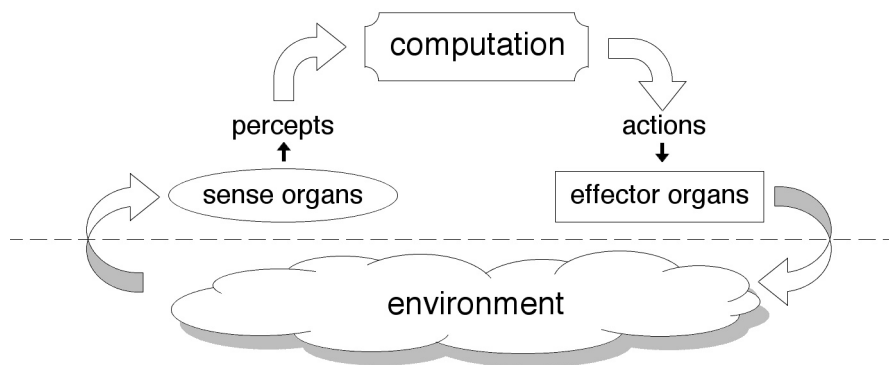 computation
percepts
actions
sense organs
effector organs
environment